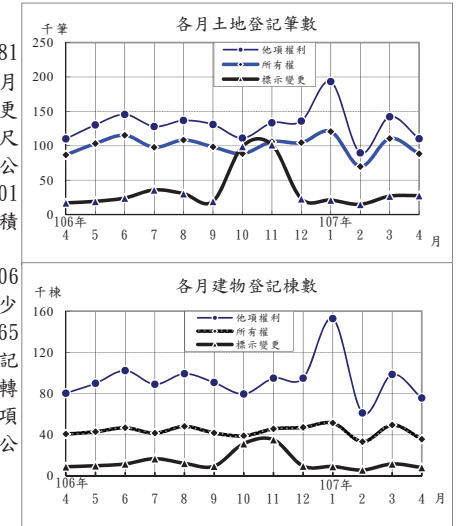 81
月
更
尺
公
01
積
06
少
65
記
轉
項
公
各月土地登記筆數
千筆
250
200
150
100
50
0
他項權利
所有權
標示變更
106年 107年
4 5 6 7 8 9 10 11 12 1 2 3 4 月
各月建物登記棟數
千棟
160
120
80
40
0
他項權利
所有權
標示變更
106年 107年
4 5 6 7 8 9 10 11 12 1 2 3 4 月